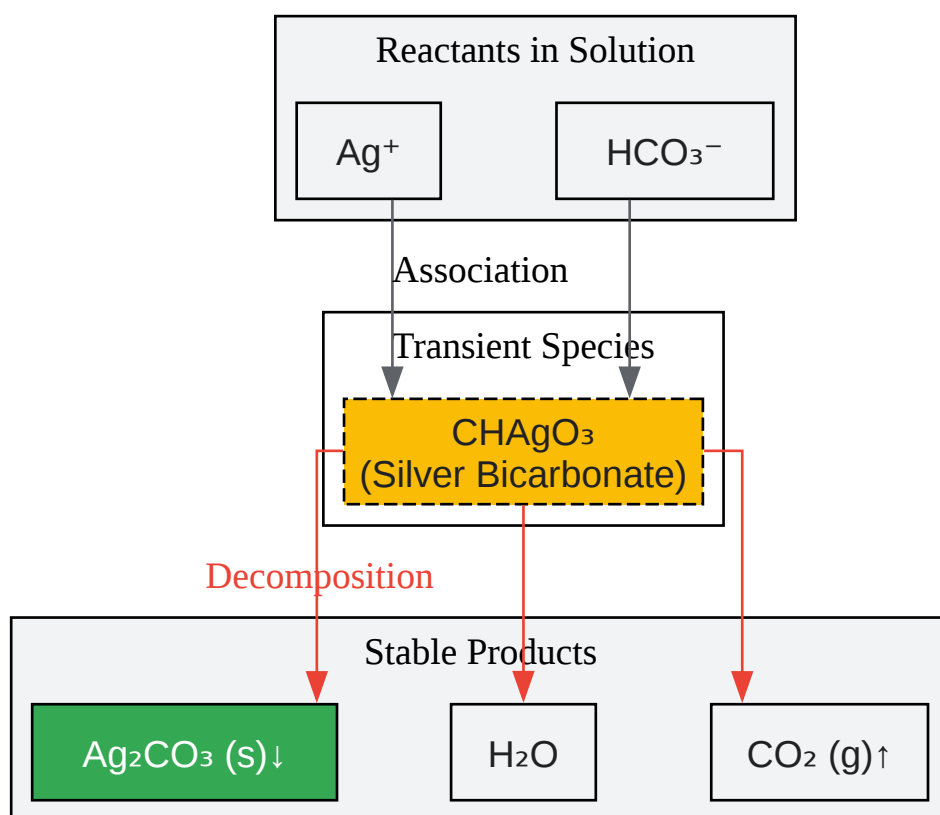 Reactants in Solution
Ag⁺
HCO₃⁻
Association
Transient Species
CHAgO₃
(Silver Bicarbonate)
Decomposition
Stable Products
Ag₂CO₃ (s)↓
H₂O
CO₂ (g)↑